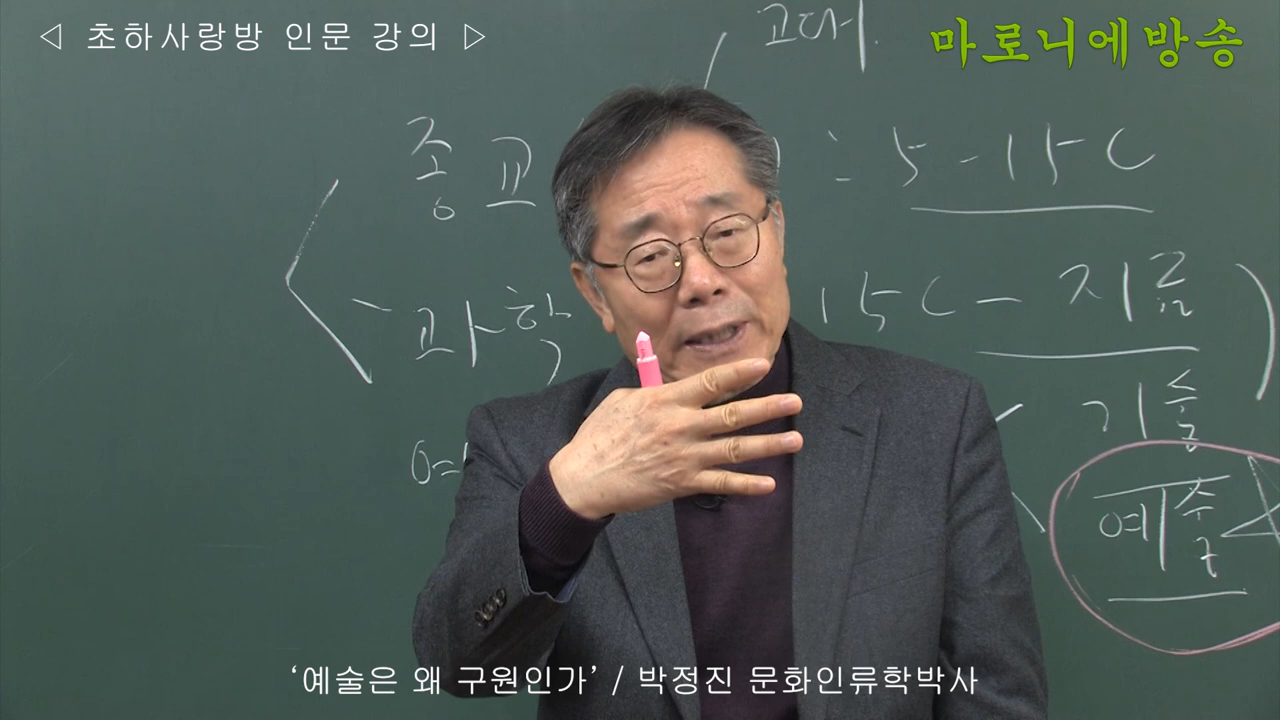 ◁ 초하사랑방 인문 강의 ▷
마로니에방송
고대
종교 : 5-15C
과학 15C- 지금
기술
예술
‘예술은 왜 구원인가’ / 박정진 문화인류학박사